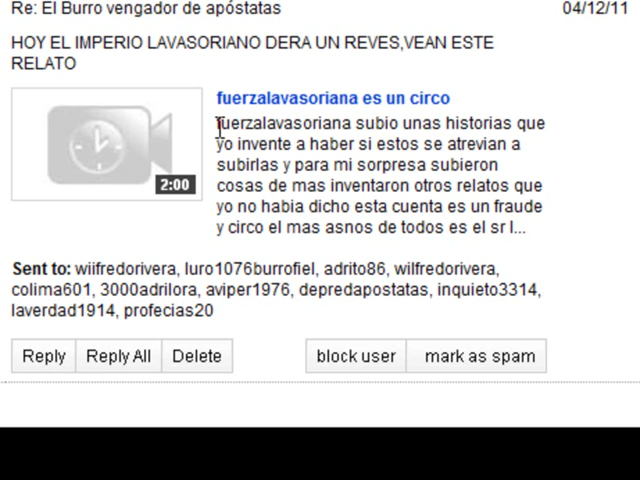 Re: El Burro vengador de apóstatas
04/12/11
HOY EL IMPERIO LAVASORIANO DERA UN REVES,VEAN ESTE
RELATO
2:00
fuerzalavasoriana es un circo
fuerzalavasoriana subio unas historias que
yo invente a haber si estos se atrevian a
subirlas y para mi sorpresa subieron
cosas de mas inventaron otros relatos que
yo no habia dicho esta cuenta es un fraude
y circo el mas asnos de todos es el sr l...
Sent to: wiifredorivera, luro1076burrofiel, adrito86, wilfredorivera,
colima601, 3000adrilora, aviper1976, depredapostatas, inquieto3314,
laverdad1914, profecias20
Reply Reply All Delete block user mark as spam